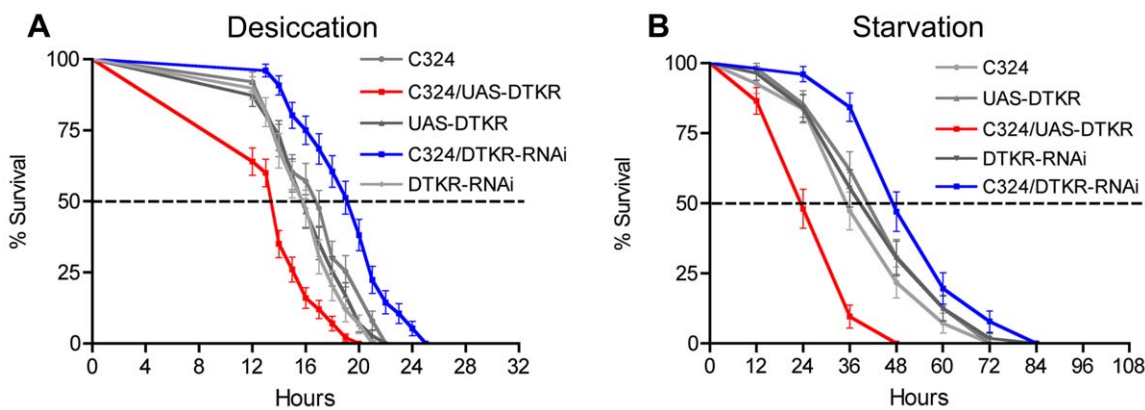 A
Desiccation
% Survival
100
75
50
25
0
0 4 8 12 16 20 24 28 32
Hours
C324
C324/UAS-DTKR
UAS-DTKR
C324/DTKR-RNAi
DTKR-RNAi
B
Starvation
% Survival
100
75
50
25
0
0 12 24 36 48 60 72 84 96 108
Hours
C324
UAS-DTKR
C324/UAS-DTKR
DTKR-RNAi
C324/DTKR-RNAi